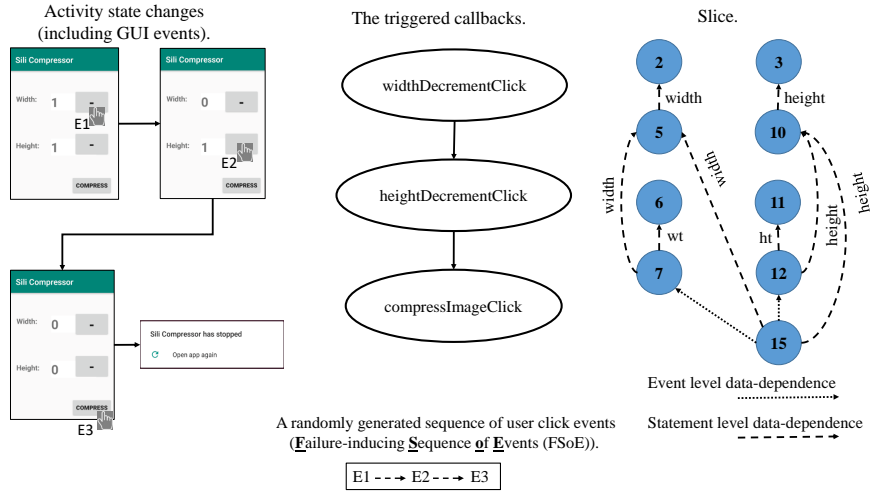 Activity state changes
(including GUI events).
Sili Compressor
Width: 1 -
E1
Height: 1 -
COMPRESS
Sili Compressor
Width: 0 -
Height: 1
E2
COMPRESS
Sili Compressor
Width: 0 -
Height: 0 -
COMPRESS
E3
Sili Compressor has stopped
Open app again
The triggered callbacks.
widthDecrementClick
heightDecrementClick
compressImageClick
Slice.
2 3
width height
5 10
width width height height
6 11
wt ht
7 12
15
Event level data-dependence
Statement level data-dependence
A randomly generated sequence of user click events
(Failure-inducing Sequence of Events (FSoE)).
E1 E2 E3